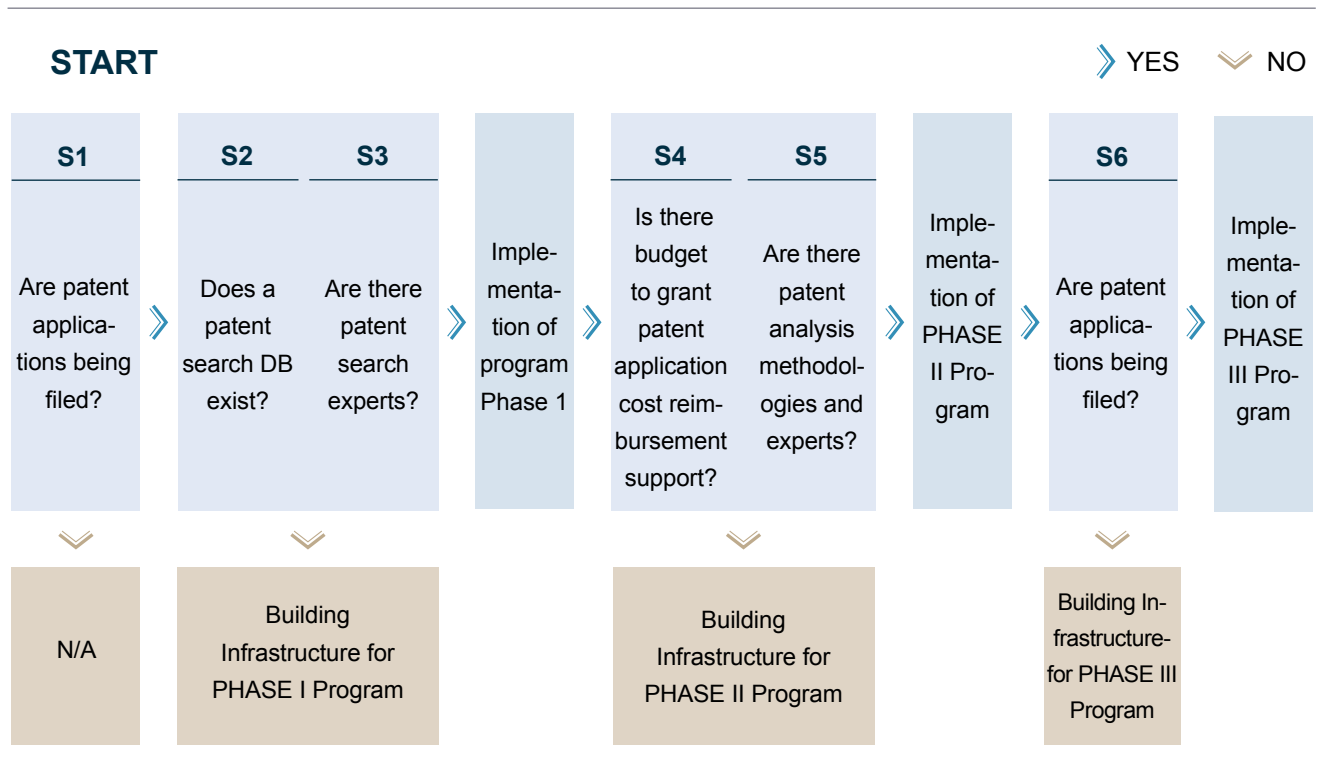 START
YES
NO
S1
Are patent
applica-
tions being
filed?
S2
Does a
patent
search DB
exist?
S3
Are there
patent
search
experts?
Imple-
menta-
tion of
program
Phase 1
S4
Is there
budget
to grant
patent
application
cost reim-
bursement
support?
S5
Are there
patent
analysis
methodol-
ogies and
experts?
Imple-
menta-
tion of
PHASE
II Pro-
gram
S6
Are patent
applica-
tions being
filed?
Imple-
menta-
tion of
PHASE
III Pro-
gram
N/A
Building
Infrastructure for
PHASE I Program
Building
Infrastructure for
PHASE II Program
Building In-
frastructure-
for PHASE III
Program